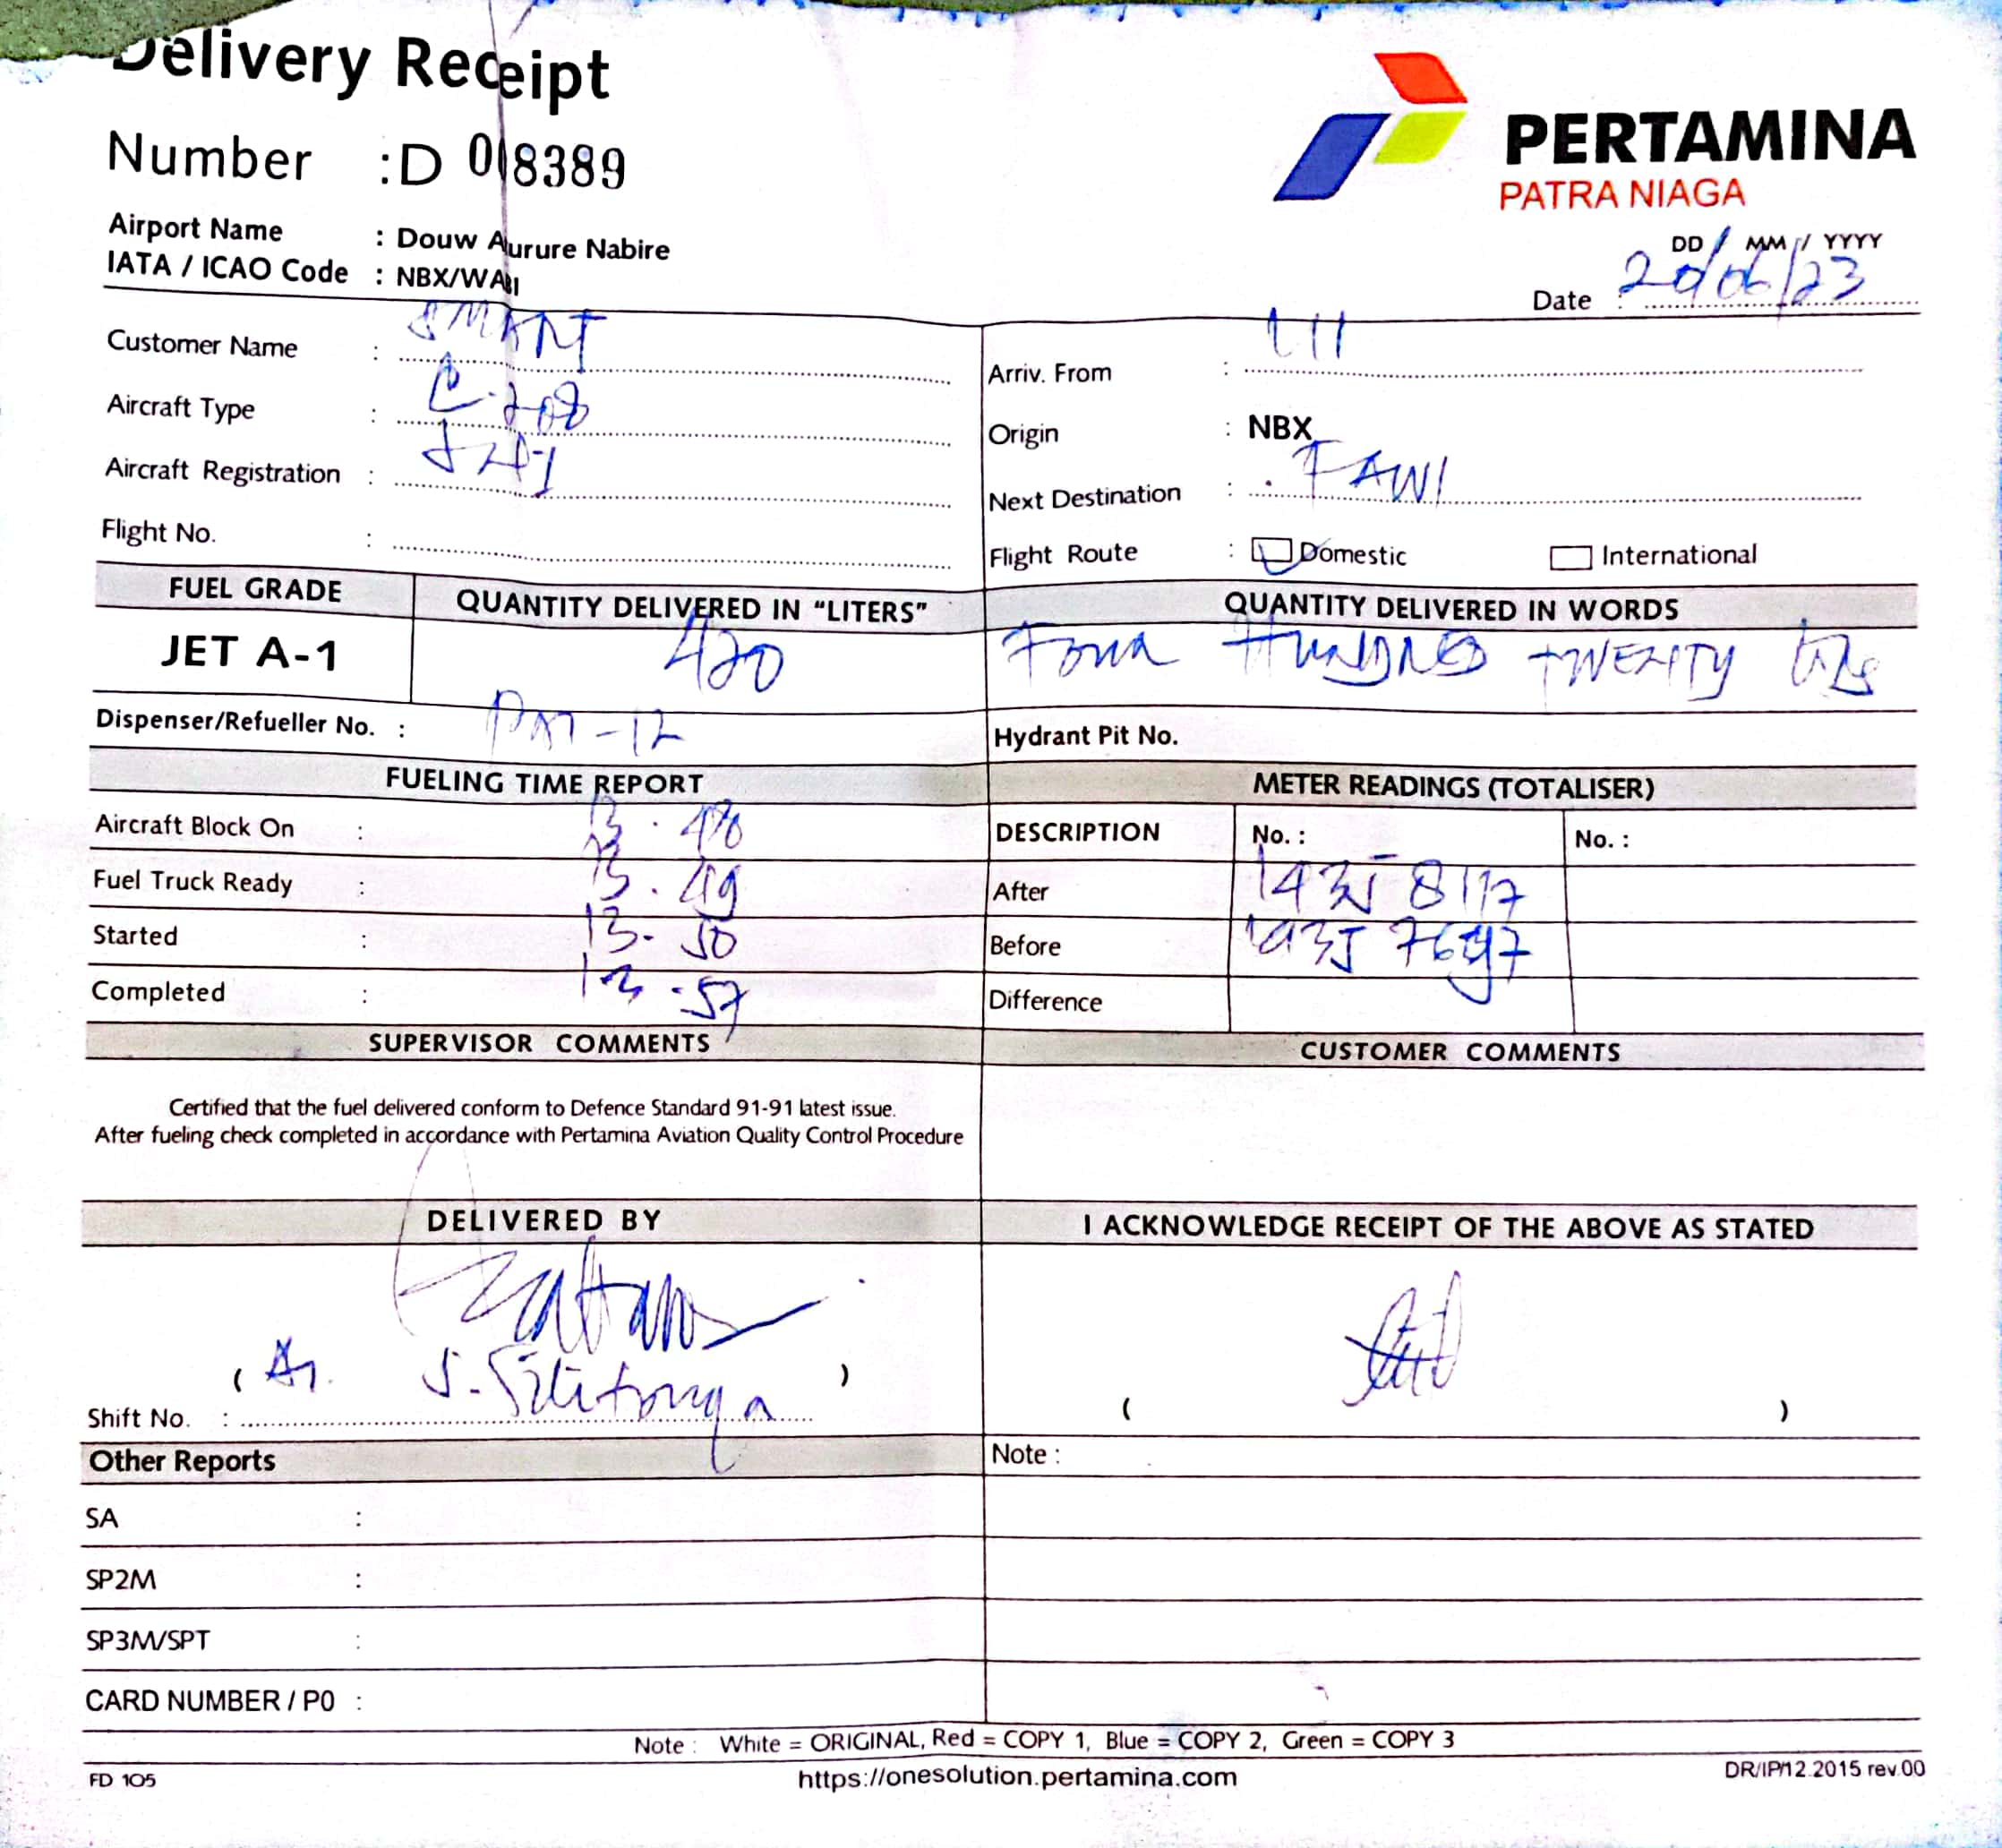 Delivery Receipt
Number : D 018389
PERTAMINA
PATRA NIAGA
Airport Name : Douw Aurure Nabire
IATA / ICAO Code : NBX/WABI
DD / MM / YYYY
Date : 20/06/23
Customer Name : SMART
Aircraft Type : C-208
Aircraft Registration :
Flight No. :
Arriv. From :
Origin : NBX
Next Destination : FAWI
Flight Route : Domestic International
FUEL GRADE QUANTITY DELIVERED IN "LITERS" QUANTITY DELIVERED IN WORDS
JET A-1 420 Four HUNDRED TWENTY
Dispenser/Refueller No. : Hydrant Pit No.
FUELING TIME REPORT METER READINGS (TOTALISER)
Aircraft Block On : 13.48 DESCRIPTION No. : No. :
Fuel Truck Ready : 13.49 After 1435 8117
Started : 13.50 Before 1435 7697
Completed : 13.57 Difference
SUPERVISOR COMMENTS CUSTOMER COMMENTS
Certified that the fuel delivered conform to Defence Standard 91-91 latest issue.
After fueling check completed in accordance with Pertamina Aviation Quality Control Procedure
DELIVERED BY I ACKNOWLEDGE RECEIPT OF THE ABOVE AS STATED
( S. Sititonga ) ( )
Shift No. :
Other Reports Note :
SA :
SP2M :
SP3M/SPT :
CARD NUMBER / PO :
Note : White = ORIGINAL, Red = COPY 1, Blue = COPY 2, Green = COPY 3
FD 105 https://onesolution.pertamina.com DR/IP/12.2015 rev.00